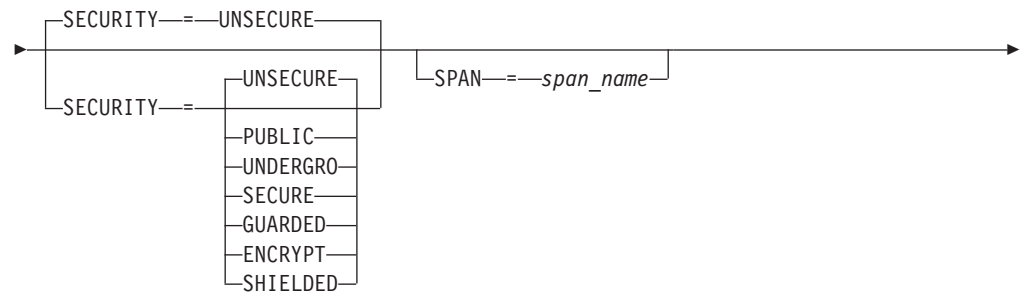 SECURITY = UNSECURE
SPAN = span_name
UNSECURE
SECURITY =
PUBLIC
UNDERGRO
SECURE
GUARDED
ENCRYPT
SHIELDED